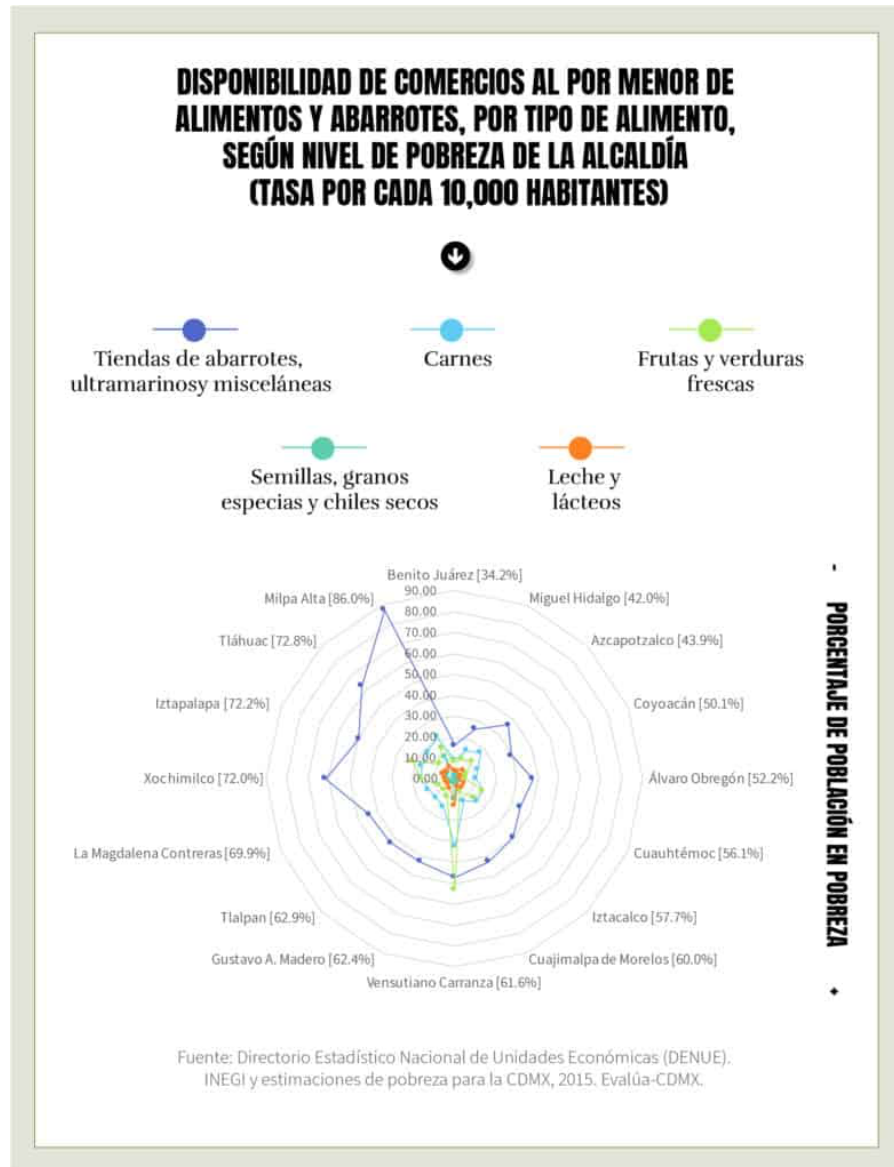 DISPONIBILIDAD DE COMERCIOS AL POR MENOR DE
ALIMENTOS Y ABARROTES, POR TIPO DE ALIMENTO,
SEGÚN NIVEL DE POBREZA DE LA ALCALDÍA
(TASA POR CADA 10,000 HABITANTES)
Tiendas de abarrotes,
ultramarinosy misceláneas
Carnes
Frutas y verduras
frescas
Semillas, granos
especias y chiles secos
Leche y
lácteos
Benito Juárez [34.2%]
Miguel Hidalgo [42.0%]
Azcapotzalco [43.9%]
Coyoacán [50.1%]
Álvaro Obregón [52.2%]
Cuauhtémoc [56.1%]
Iztacalco [57.7%]
Cuajimalpa de Morelos [60.0%]
Vensutiano Carranza [61.6%]
Gustavo A. Madero [62.4%]
Tlalpan [62.9%]
La Magdalena Contreras [69.9%]
Xochimilco [72.0%]
Iztapalapa [72.2%]
Tláhuac [72.8%]
Milpa Alta [86.0%]
90.00
80.00
70.00
60.00
50.00
40.00
30.00
20.00
10.00
0.00
- PORCENTAJE DE POBLACIÓN EN POBREZA +
Fuente: Directorio Estadístico Nacional de Unidades Económicas (DENUE).
INEGI y estimaciones de pobreza para la CDMX, 2015. Evalúa-CDMX.